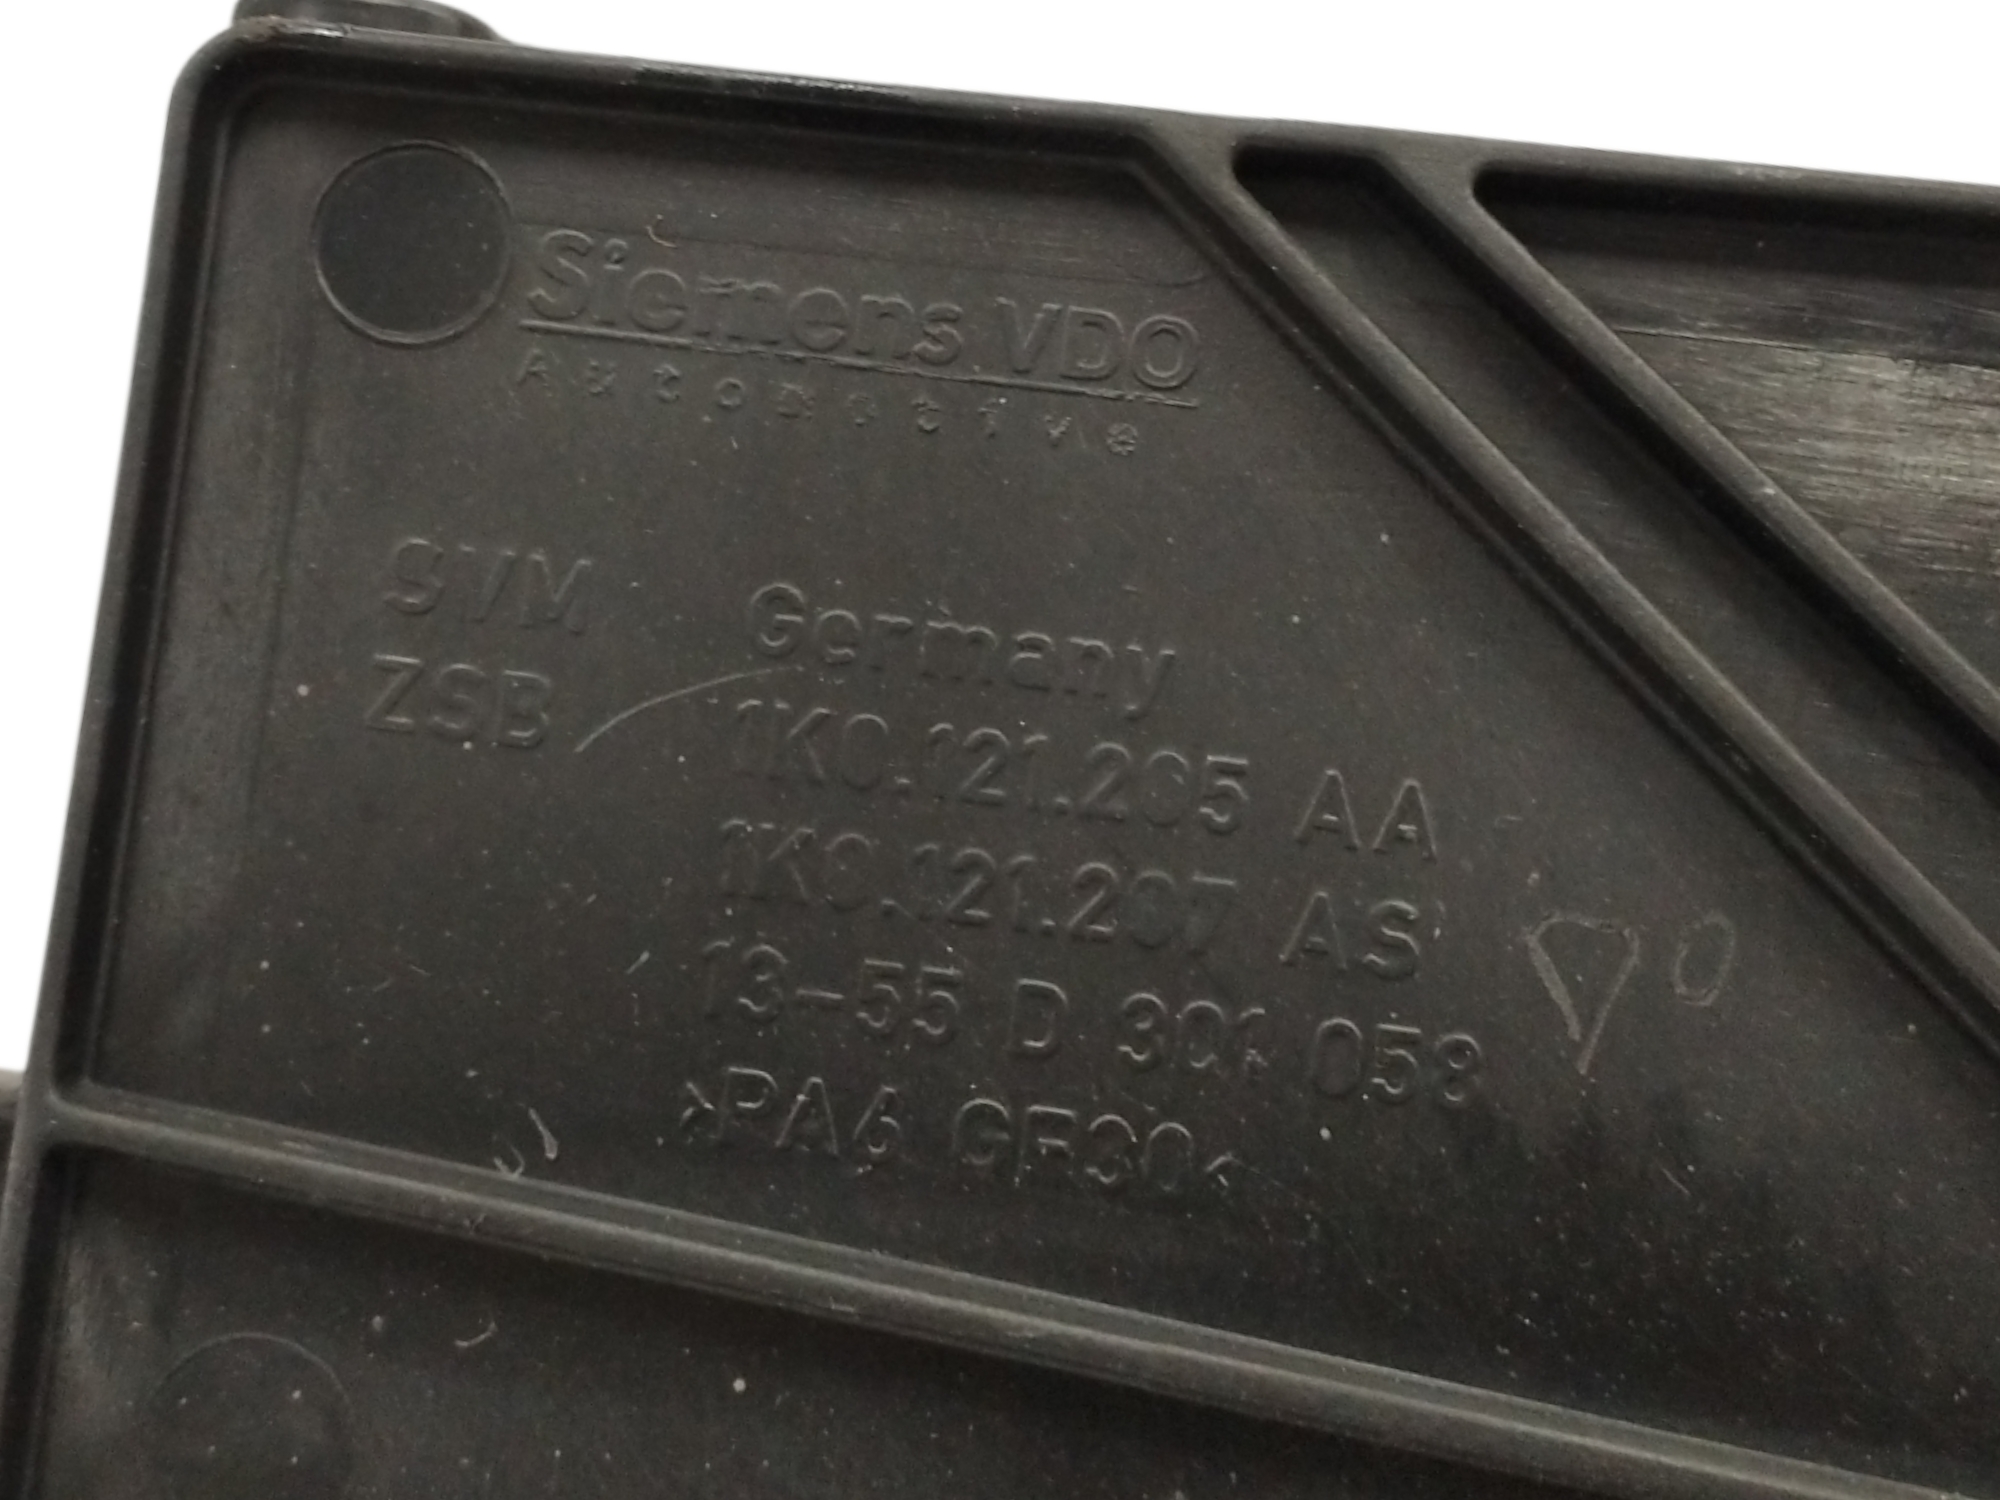 Siemens VDO
Automotive
SVM Germany
ZSB 1K0.121.205 AA
1K0.121.207 AS
13-55 D 301 058
>PA6 GF30<